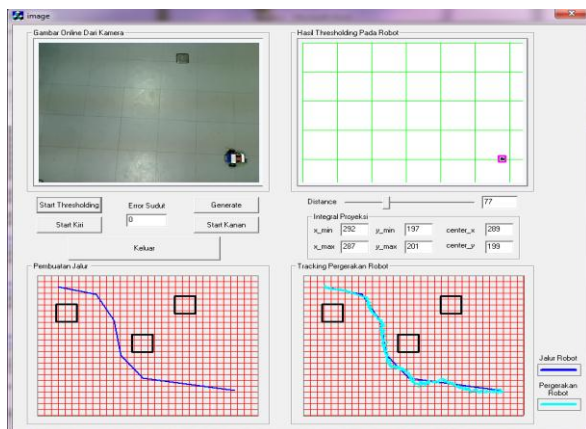 image
Gambar Online Dari Kamera
Hasil Thresholding Pada Robot
Start Thresholding
Error Sudut
Generate
Start Kiri
0
Start Kanan
Keluar
Distance
77
Integral Proyeksi
x_min 292 y_min 197 center_x 289
x_max 287 y_max 201 center_y 199
Pembuatan Jalur
Tracking Pergerakan Robot
Jalur Robot
Pergerakan
Robot